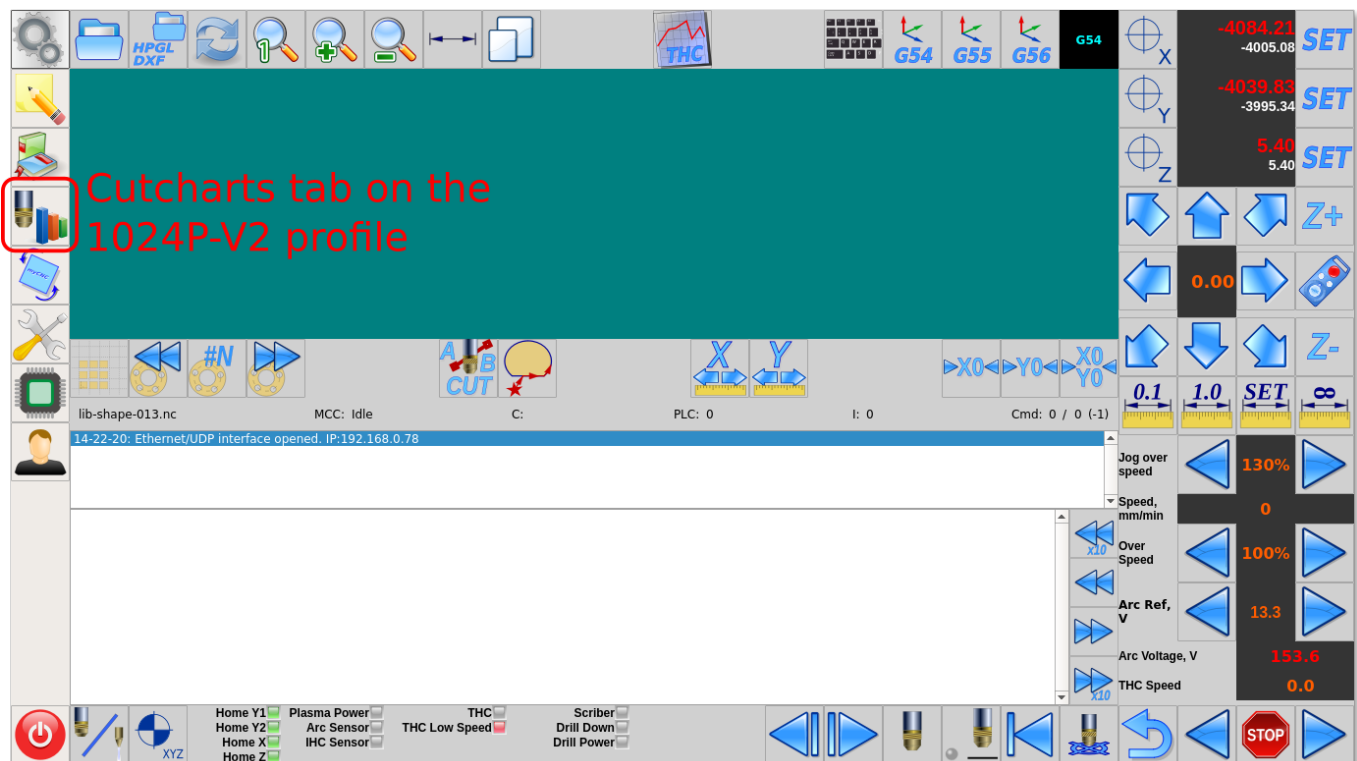 HPGL
DXF
1
THC
G54
G55
G56
G54
X
-4084.21
-4005.08
SET
Y
-4039.83
-3995.34
SET
Z
5.40
5.40
SET
Cutcharts tab on the
1024P-V2 profile
myCNC
Z+
0.00
Z-
#N
A
B
CUT
X
Y
X0
Y0
X0
Y0
0.1
1.0
SET
∞
lib-shape-013.nc
MCC: Idle
C:
PLC: 0
I: 0
Cmd: 0 / 0 (-1)
14-22-20: Ethernet/UDP interface opened. IP:192.168.0.78
Jog over
speed
130%
Speed,
mm/min
0
Over
Speed
100%
Arc Ref,
V
13.3
Arc Voltage, V
153.6
THC Speed
0.0
x10
x10
XYZ
Home Y1
Home Y2
Home X
Home Z
Plasma Power
Arc Sensor
IHC Sensor
THC
THC Low Speed
Scriber
Drill Down
Drill Power
STOP